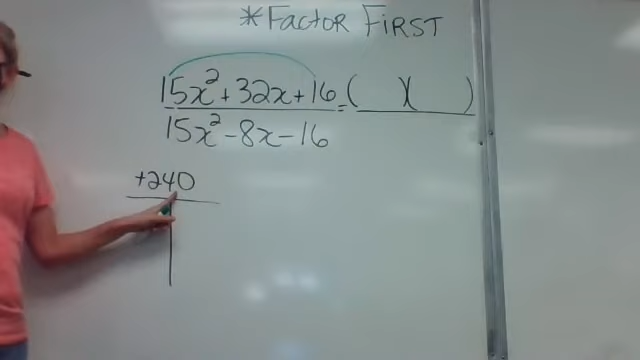 *FACTOR FIRST
15x²+32x+16=(  )(  )
15x²-8x-16
+240